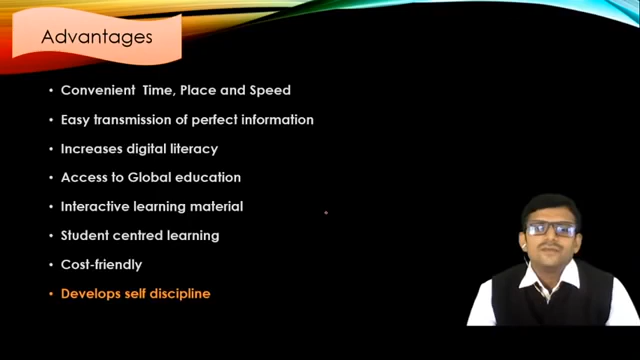 Advantages
• Convenient Time, Place and Speed
• Easy transmission of perfect information
• Increases digital literacy
• Access to Global education
• Interactive learning material
• Student centred learning
• Cost-friendly
• Develops self discipline